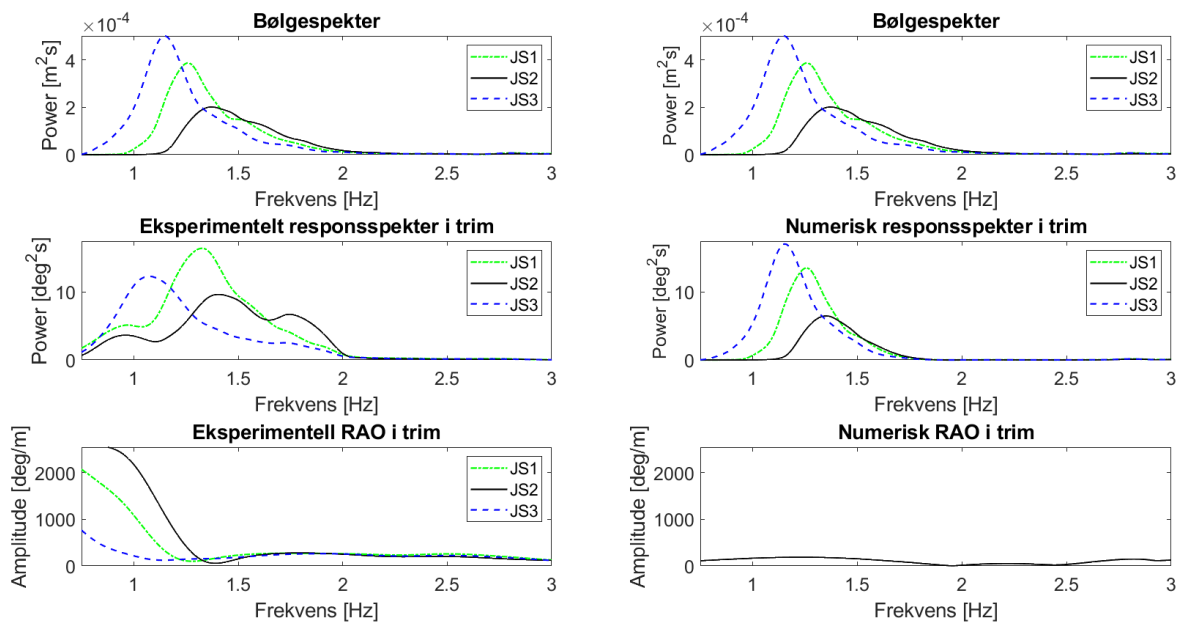 Bølgespekter
×10⁻⁴
Power [m²s]
4
2
0
1
1.5
2
2.5
3
Frekvens [Hz]
JS1
JS2
JS3
Bølgespekter
×10⁻⁴
Power [m²s]
4
2
0
1
1.5
2
2.5
3
Frekvens [Hz]
JS1
JS2
JS3
Eksperimentelt responsspekter i trim
Power [deg²s]
10
0
1
1.5
2
2.5
3
Frekvens [Hz]
JS1
JS2
JS3
Numerisk responsspekter i trim
Power [deg²s]
10
0
1
1.5
2
2.5
3
Frekvens [Hz]
JS1
JS2
JS3
Eksperimentell RAO i trim
Amplitude [deg/m]
2000
1000
0
1
1.5
2
2.5
3
Frekvens [Hz]
JS1
JS2
JS3
Numerisk RAO i trim
Amplitude [deg/m]
2000
1000
0
1
1.5
2
2.5
3
Frekvens [Hz]